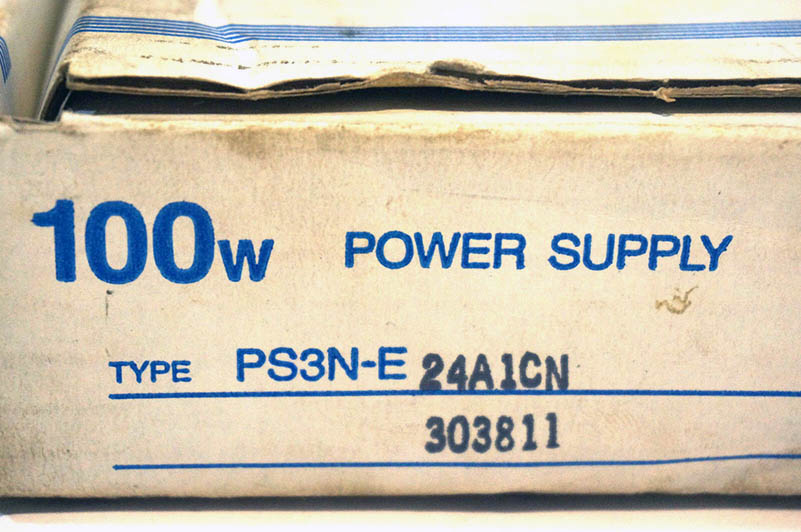 100W POWER SUPPLY
TYPE PS3N-E 24A1CN
303811